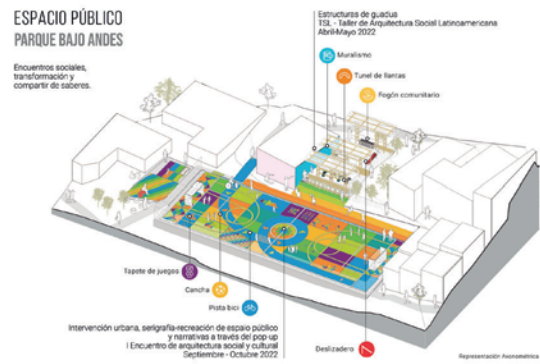 ESPACIO PÚBLICO
PARQUE BAJO ANDES
Encuentros sociales,
transformación y
compartir de saberes.
Estructuras de guadua
TSL - Taller de Arquitectura Social Latinoamericana
Abril-Mayo 2022
Muralismo
Tunel de llantas
Fogón comunitario
Tapete de juegos
Cancha
Pista bici
Intervención urbana, serigrafía-recreación de espaio público
y narrativas a través del pop-up
I Encuentro de arquitectura social y cultural
Septiembre - Octubre 2022
Deslizadero
Representación Axonométrica